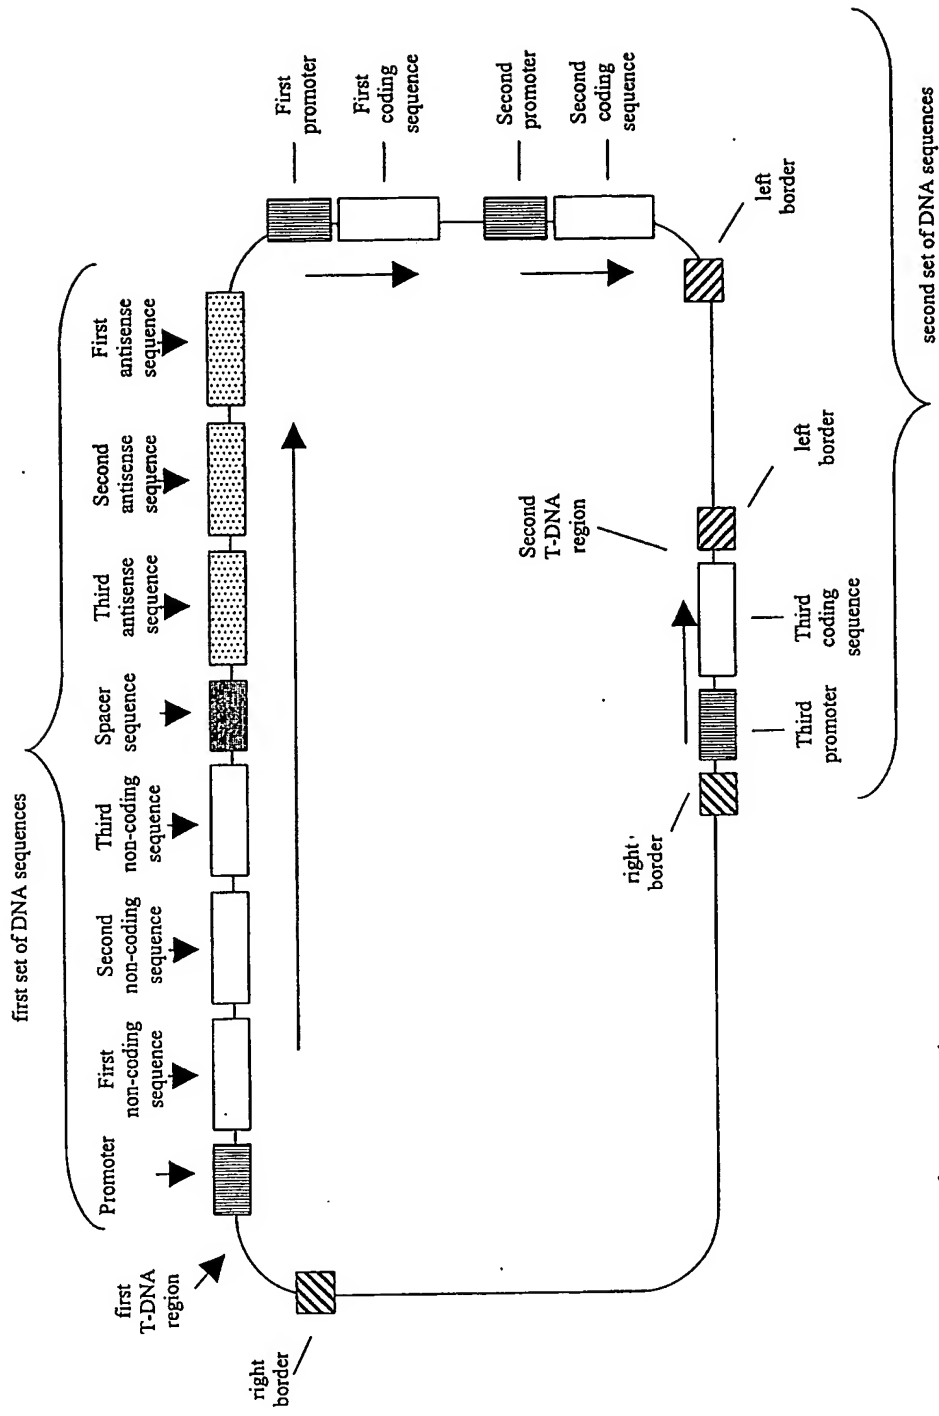 first set of DNA sequences
Promoter
First
non-coding
sequence
Second
non-coding
sequence
Third
non-coding
sequence
Spacer
sequence
Third
antisense
sequence
Second
antisense
sequence
First
antisense
sequence
first
T-DNA
region
right
border
First
promoter
First
coding
sequence
Second
promoter
Second
coding
sequence
left
border
Second
T-DNA
region
left
border
right
border
Third
promoter
Third
coding
sequence
second set of DNA sequences